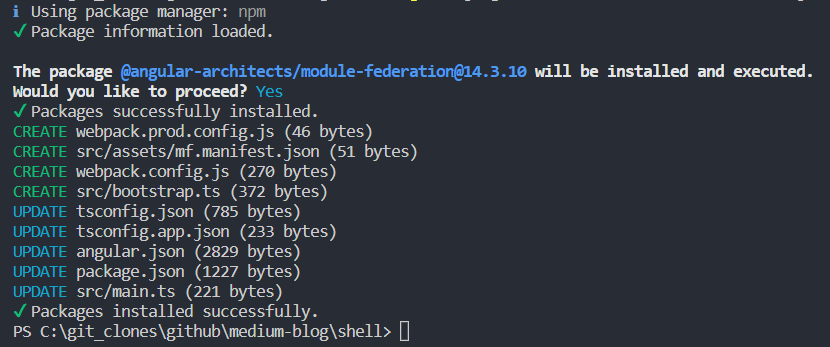 i Using package manager: npm
✓ Package information loaded.
The package @angular-architects/module-federation@14.3.10 will be installed and executed.
Would you like to proceed? Yes
✓ Packages successfully installed.
CREATE webpack.prod.config.js (46 bytes)
CREATE src/assets/mf.manifest.json (51 bytes)
CREATE webpack.config.js (270 bytes)
CREATE src/bootstrap.ts (372 bytes)
UPDATE tsconfig.json (785 bytes)
UPDATE tsconfig.app.json (233 bytes)
UPDATE angular.json (2829 bytes)
UPDATE package.json (1227 bytes)
UPDATE src/main.ts (221 bytes)
✓ Packages installed successfully.
PS C:\git_clones\github\medium-blog\shell>